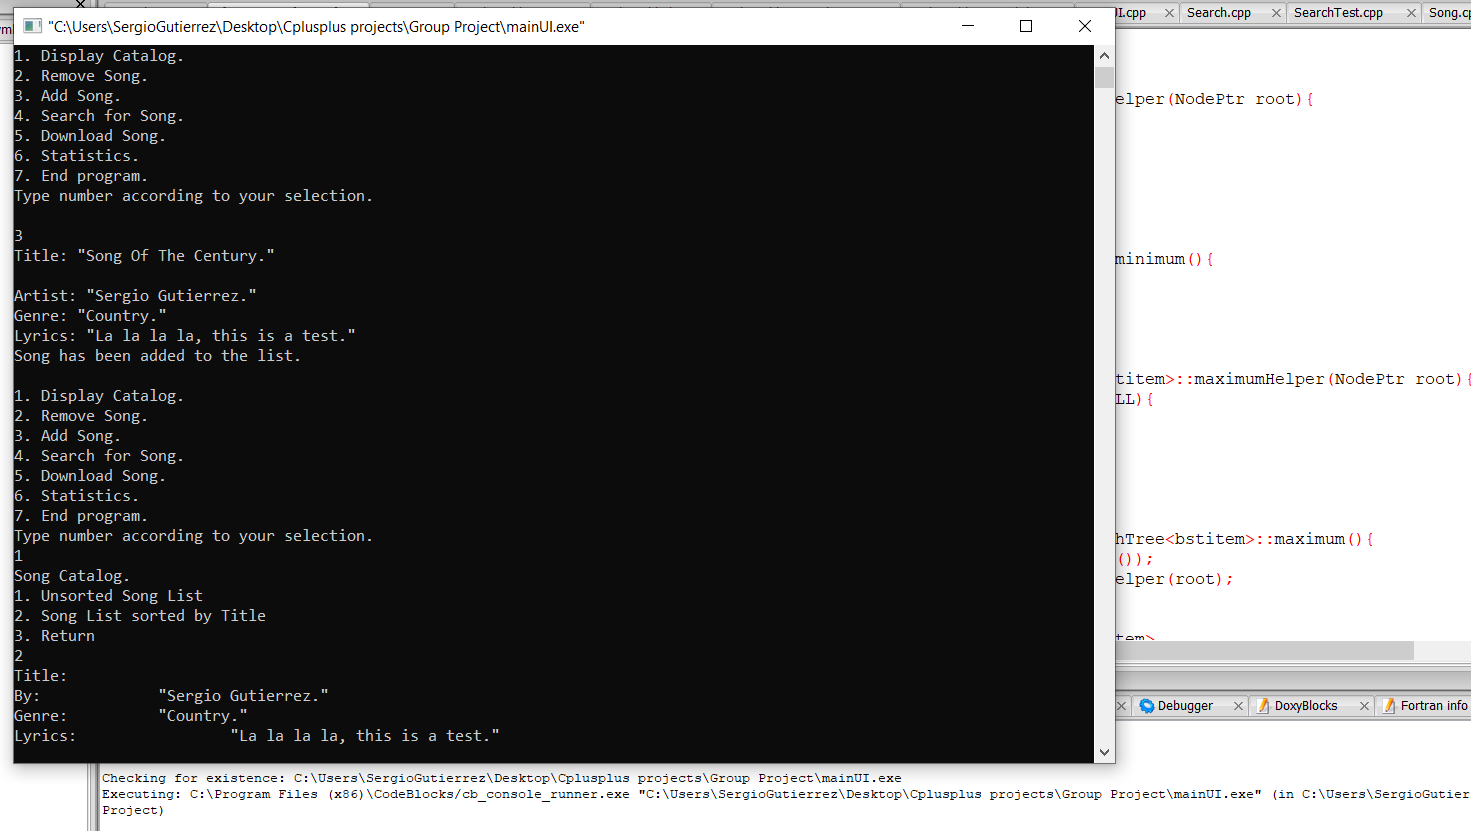 "C:\Users\SergioGutierrez\Desktop\Cplusplus projects\Group Project\mainUI.exe"
UI.cpp
Search.cpp
SearchTest.cpp
1. Display Catalog.
2. Remove Song.
3. Add Song.
4. Search for Song.
5. Download Song.
6. Statistics.
7. End program.
Type number according to your selection.
3
Title: "Song Of The Century."
Artist: "Sergio Gutierrez."
Genre: "Country."
Lyrics: "La la la la, this is a test."
Song has been added to the list.
1. Display Catalog.
2. Remove Song.
3. Add Song.
4. Search for Song.
5. Download Song.
6. Statistics.
7. End program.
Type number according to your selection.
1
Song Catalog.
1. Unsorted Song List
2. Song List sorted by Title
3. Return
2
Title:
By: "Sergio Gutierrez."
Genre: "Country."
Lyrics: "La la la la, this is a test."
elper(NodePtr root){
minimum(){
titem>::maximumHelper(NodePtr root){
LL){
hTree<bstitem>::maximum(){
());
elper(root);
tem>
Debugger
DoxyBlocks
Fortran info
Checking for existence: C:\Users\SergioGutierrez\Desktop\Cplusplus projects\Group Project\mainUI.exe
Executing: C:\Program Files (x86)\CodeBlocks/cb_console_runner.exe "C:\Users\SergioGutierrez\Desktop\Cplusplus projects\Group Project\mainUI.exe" (in C:\Users\SergioGutier
Project)